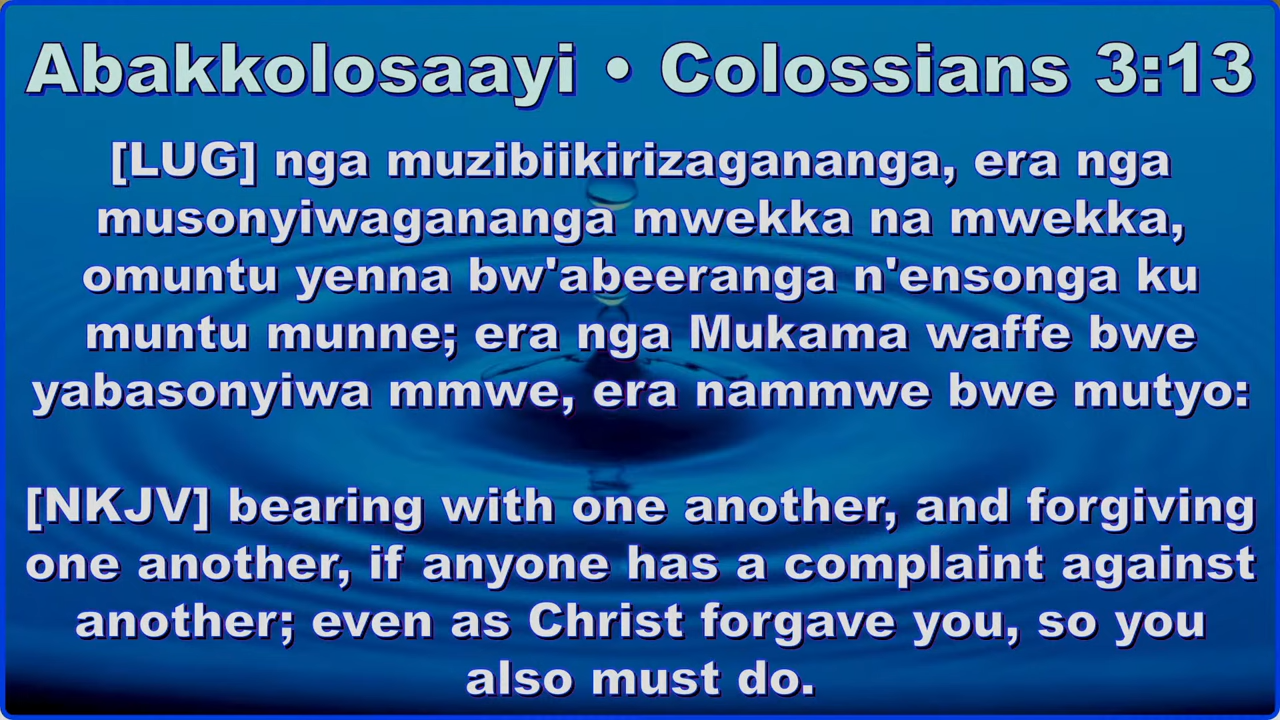 Abakkolosaayi • Colossians 3:13
[LUG] nga muzibiikirizagananga, era nga
musonyiwagananga mwekka na mwekka,
omuntu yenna bw'abeeranga n'ensonga ku
muntu munne; era nga Mukama waffe bwe
yabasonyiwa mmwe, era nammwe bwe mutyo:
[NKJV] bearing with one another, and forgiving
one another, if anyone has a complaint against
another; even as Christ forgave you, so you
also must do.